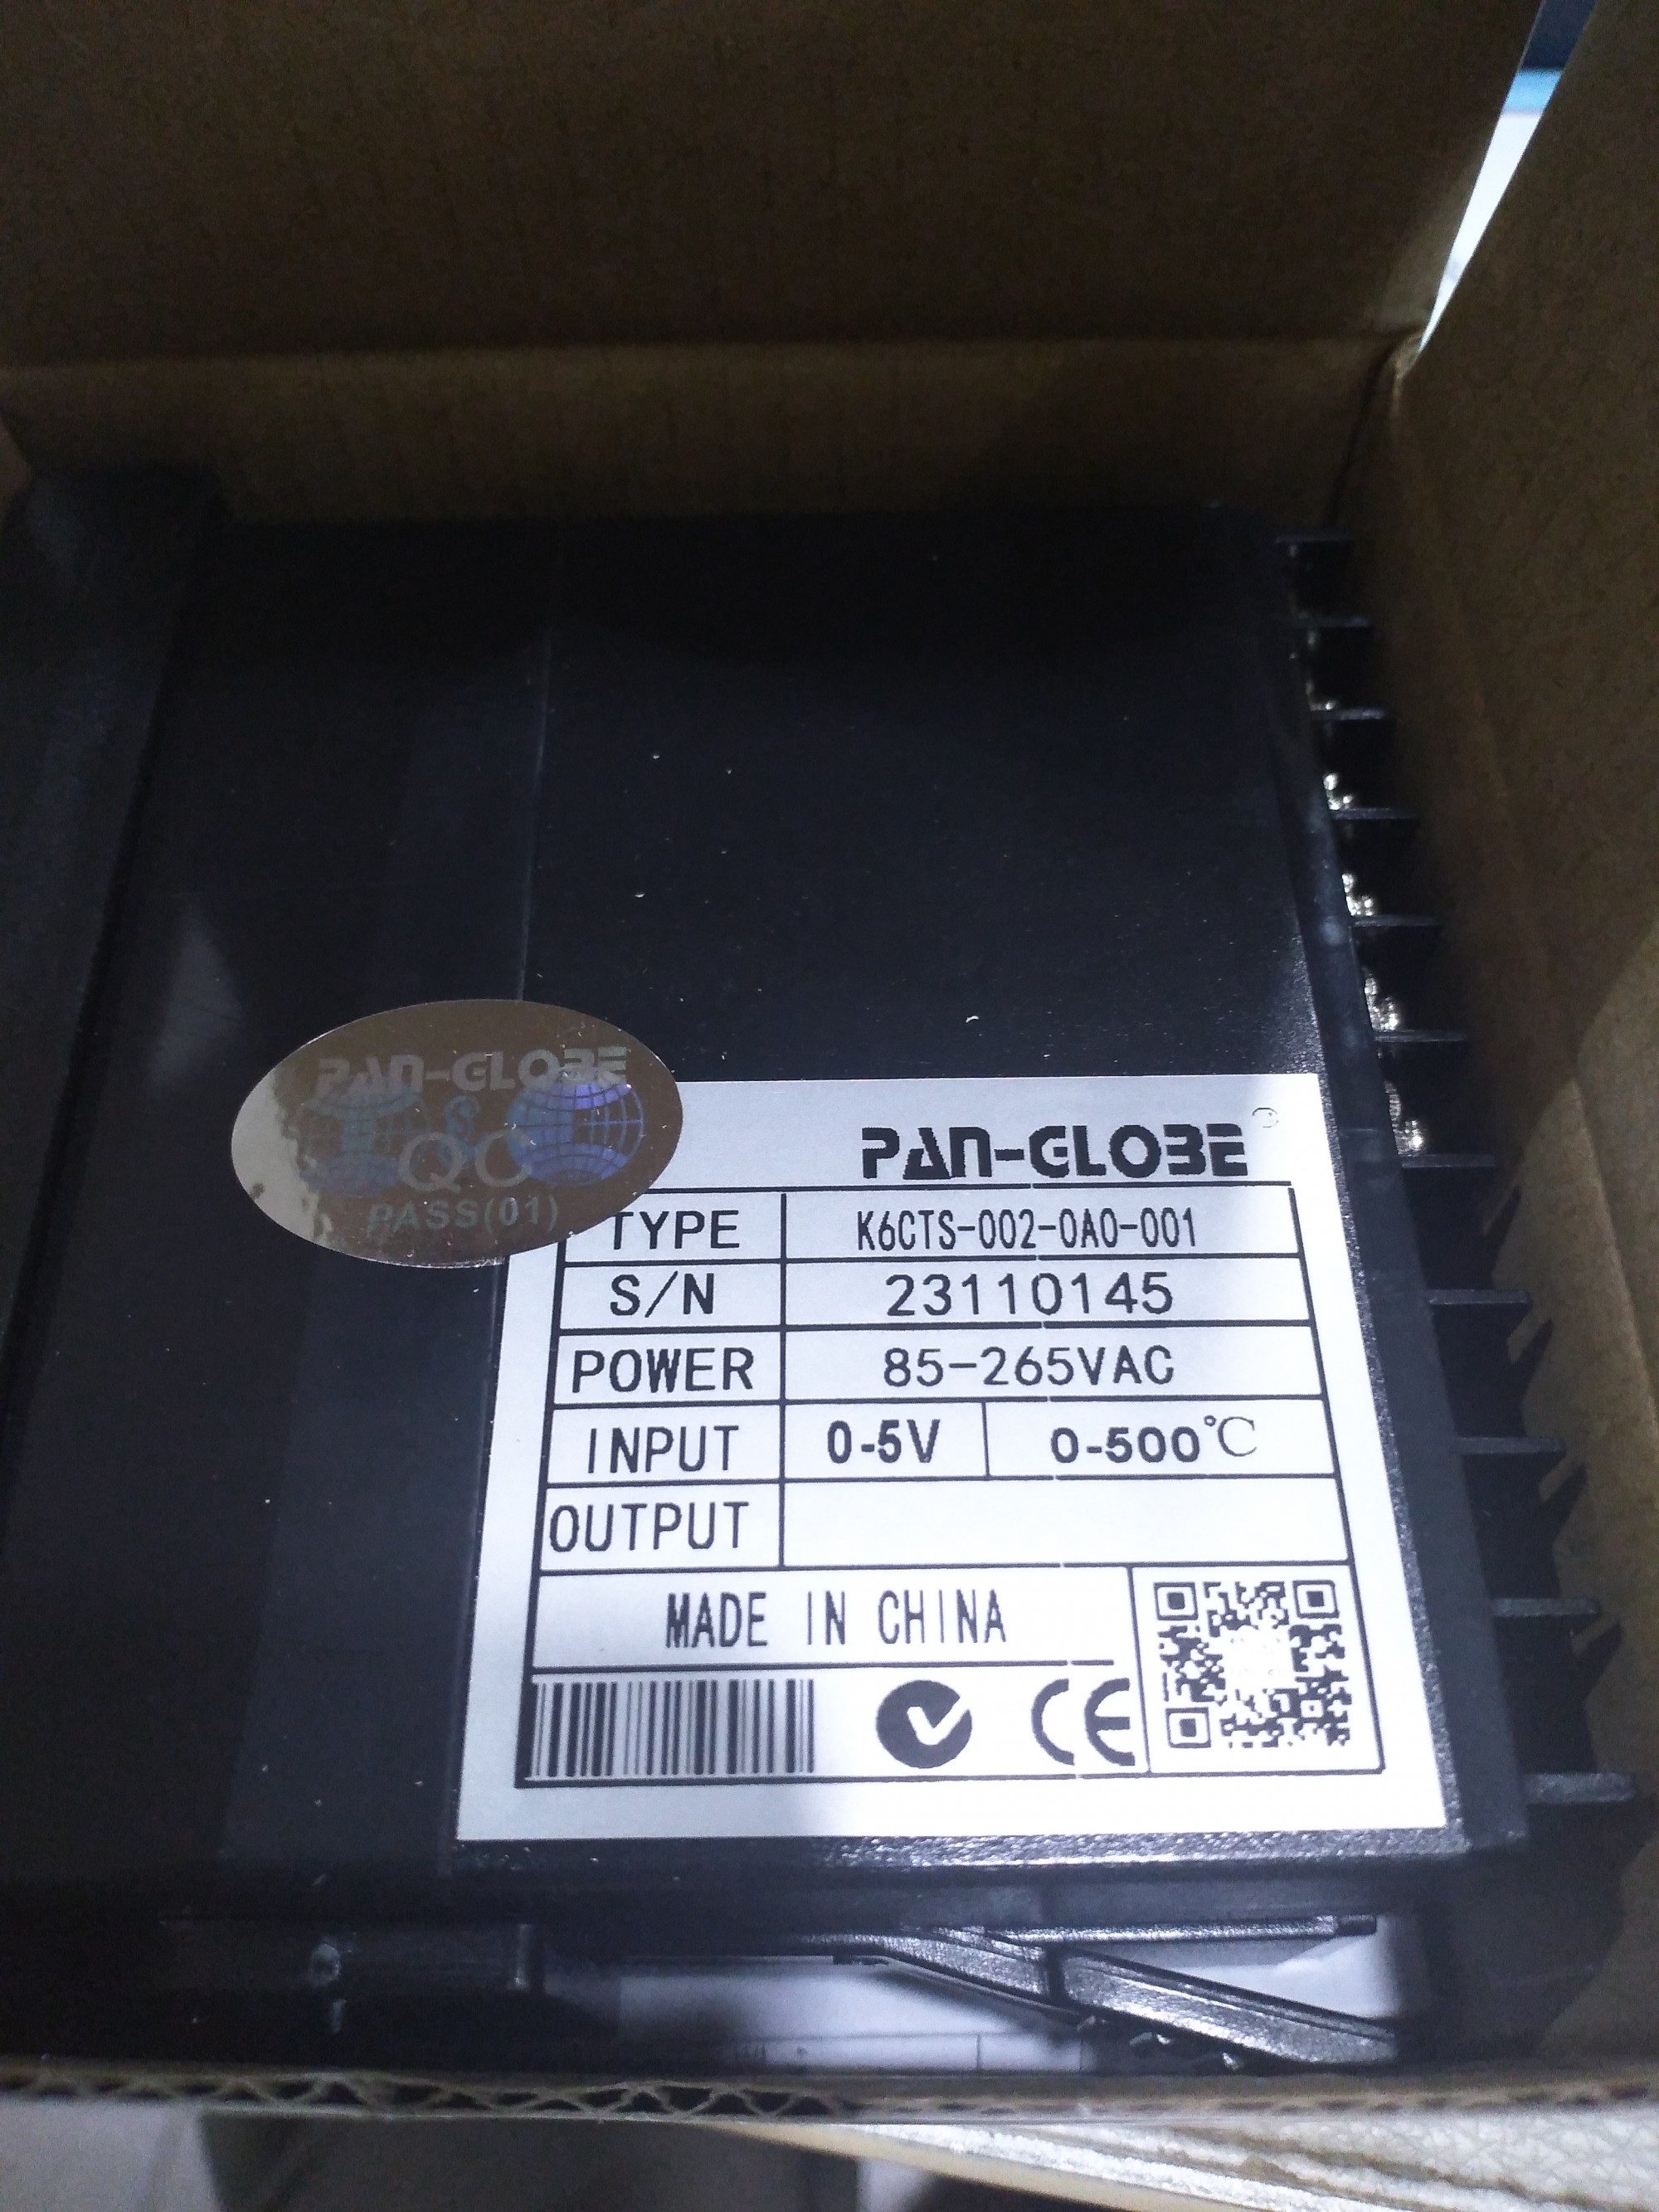 PAN-GLOBE
QC
PASS(01)
PAN-GLOBE
TYPE K6CTS-002-0A0-001
S/N 23110145
POWER 85-265VAC
INPUT 0-5V 0-500℃
OUTPUT
MADE IN CHINA
CE